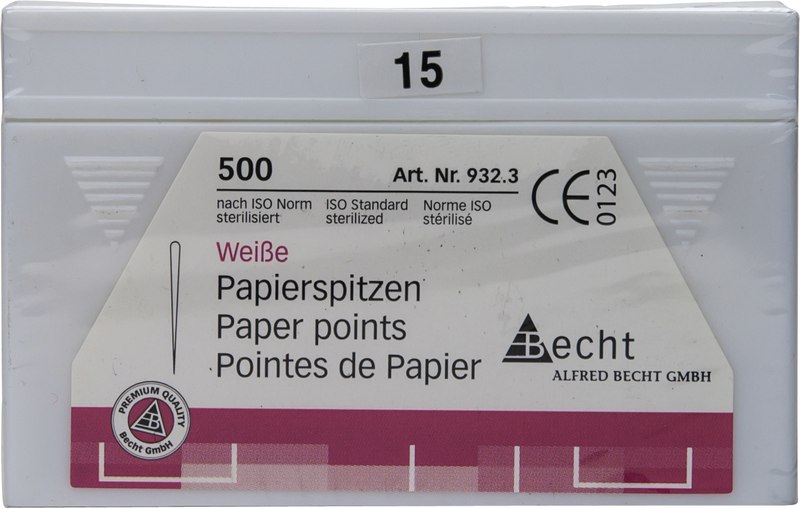 15
500 Art. Nr. 932.3
nach ISO Norm sterilisiert
ISO Standard sterilized
Norme ISO stérilisé
CE 0123
Weiße
Papierspitzen
Paper points
Pointes de Papier
Becht
ALFRED BECHT GMBH
PREMIUM QUALITY
B
Becht GmbH